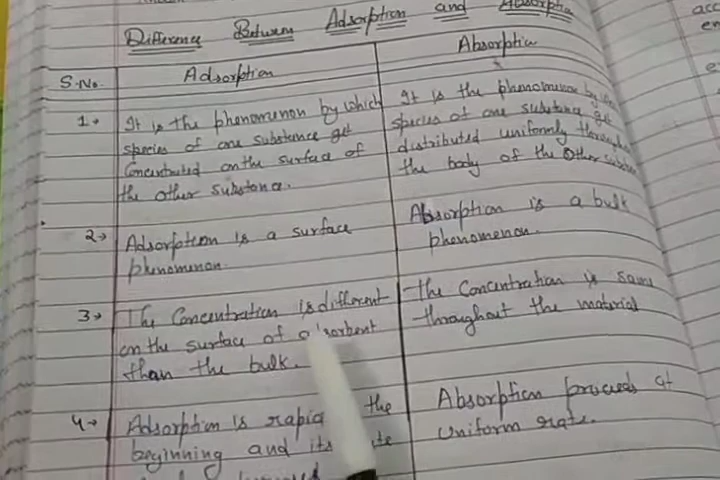 Difference Between Adsorption and Absorption
S.No. Adsorption Absorption
1. It is the phenomenon by which
species of one substance get
Concentrated on the surface of
the other substance.
It is the phenomenon by
species of one substance get
distributed uniformly throughout
the body of the other
2. Adsorption is a surface
phenomenon.
Absorption is a bulk
phenomenon.
3. The Concentration is different
on the surface of
than the bulk.
The Concentration is same
throughout the material
4. Adsorption is the
beginning and its
Absorption proceeds at
Uniform rate.
acc
en